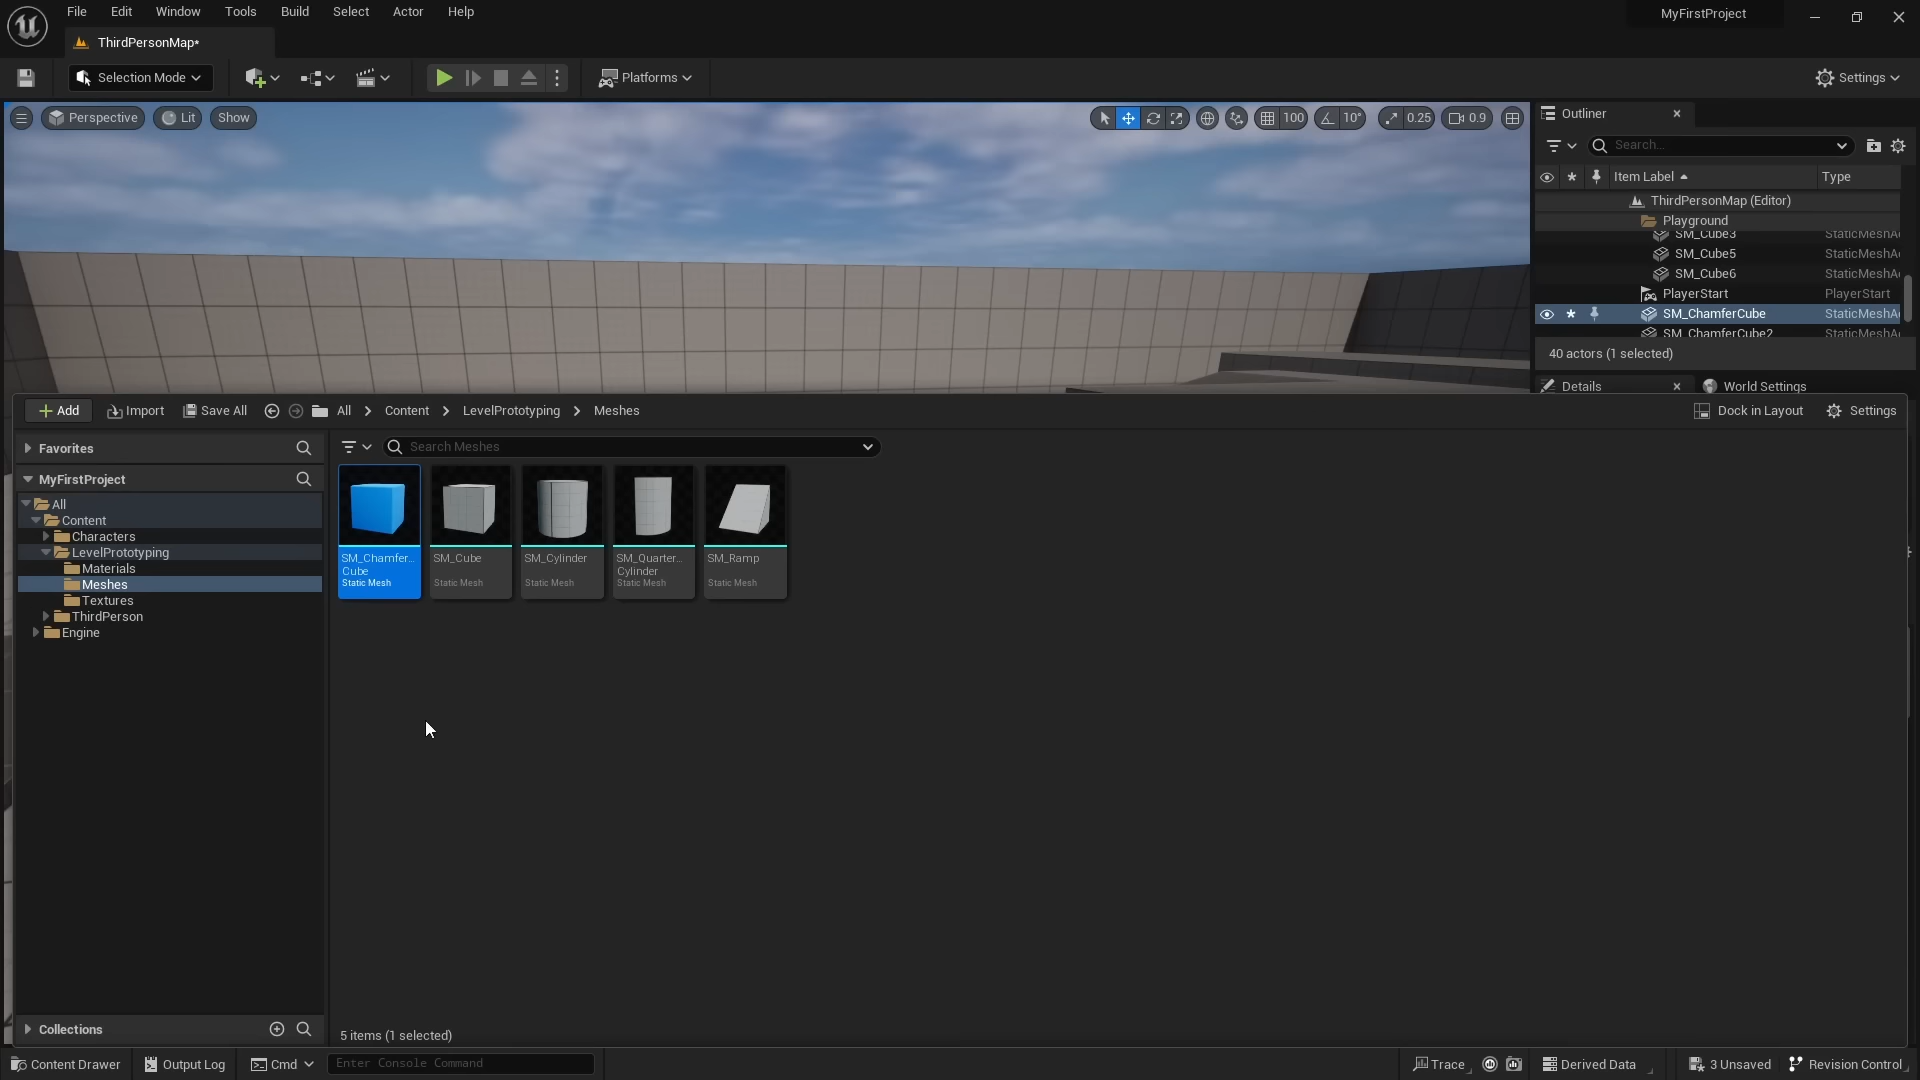 File Edit Window Tools Build Select Actor Help
MyFirstProject
ThirdPersonMap*
Selection Mode
Platforms
Settings
Perspective Lit Show
100 10° 0.25 0.9
Outliner
Search...
Item Label Type
ThirdPersonMap (Editor)
Playground
SM_Cube3 StaticMeshA
SM_Cube5 StaticMeshA
SM_Cube6 StaticMeshA
PlayerStart PlayerStart
SM_ChamferCube StaticMeshA
SM_ChamferCube2 StaticMeshA
40 actors (1 selected)
Details World Settings
Add Import Save All All Content LevelPrototyping Meshes Dock in Layout Settings
Favorites
Search Meshes
MyFirstProject
All
Content
Characters
LevelPrototyping
Materials
Meshes
Textures
ThirdPerson
Engine
SM_Chamfer...
Cube
Static Mesh
SM_Cube
Static Mesh
SM_Cylinder
Static Mesh
SM_Quarter...
Cylinder
Static Mesh
SM_Ramp
Static Mesh
Collections
5 items (1 selected)
Content Drawer Output Log Cmd Enter Console Command Trace Derived Data 3 Unsaved Revision Control